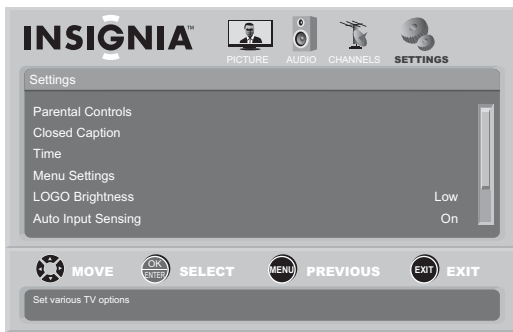 INSIGNIA™
PICTURE AUDIO CHANNELS SETTINGS
Settings
Parental Controls
Closed Caption
Time
Menu Settings
LOGO Brightness Low
Auto Input Sensing On
MOVE OK ENTER SELECT MENU PREVIOUS EXIT EXIT
Set various TV options